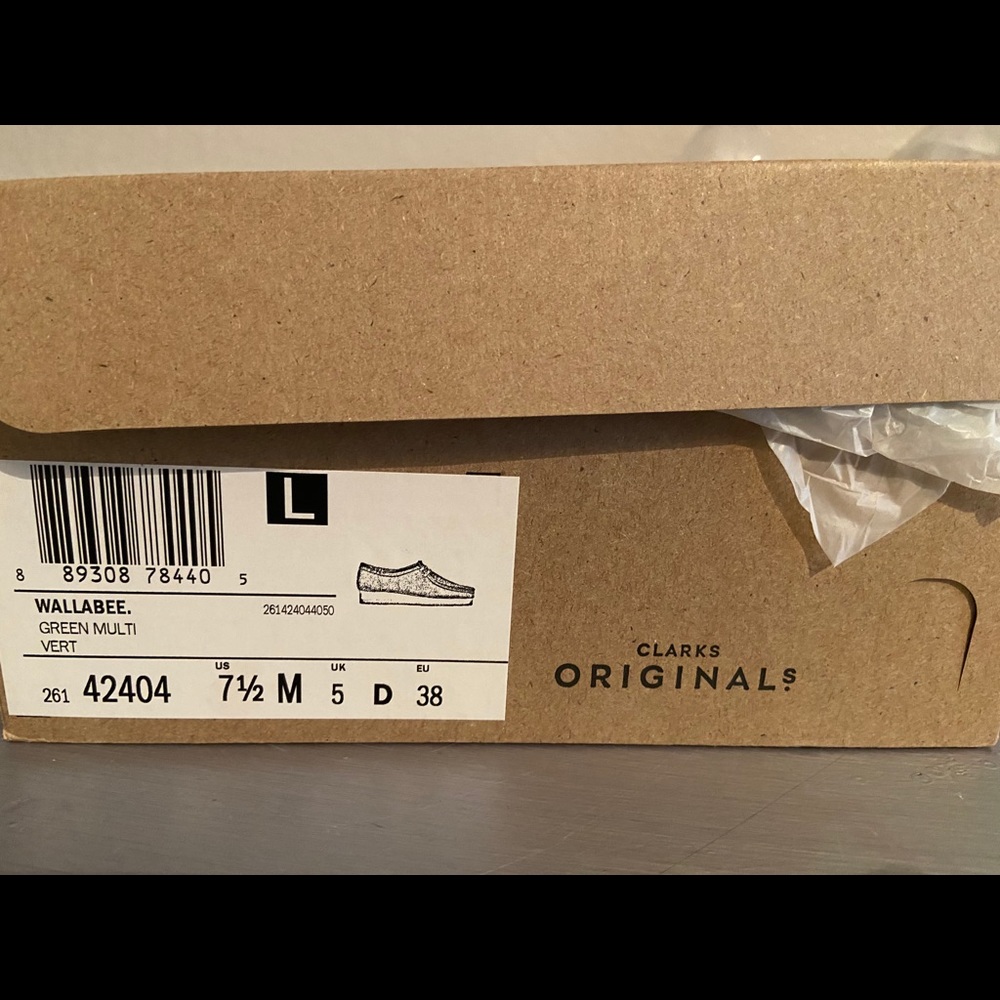 L
8 89308 78440 5
WALLABEE.
261424044050
GREEN MULTI
VERT
US UK EU
261 42404 7½ M 5 D 38
CLARKS
ORIGINALS